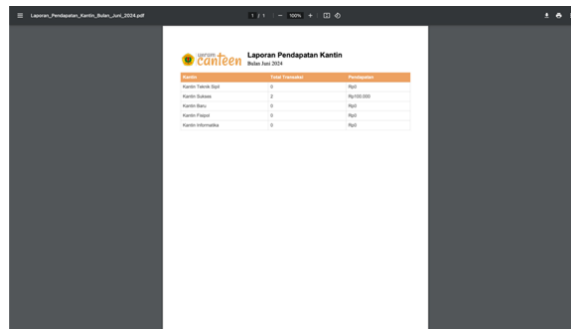 Laporan_Pendapatan_Kantin_Bulan_Juni_2024.pdf
1 / 1
100%
canteen
Laporan Pendapatan Kantin
Bulan Juni 2024
Kantin Total Transaksi Pendapatan
Kantin Teknik Sipil 0 Rp0
Kantin Sukses 2 Rp100.000
Kantin Baru 0 Rp0
Kantin Fisipol 0 Rp0
Kantin Informatika 0 Rp0